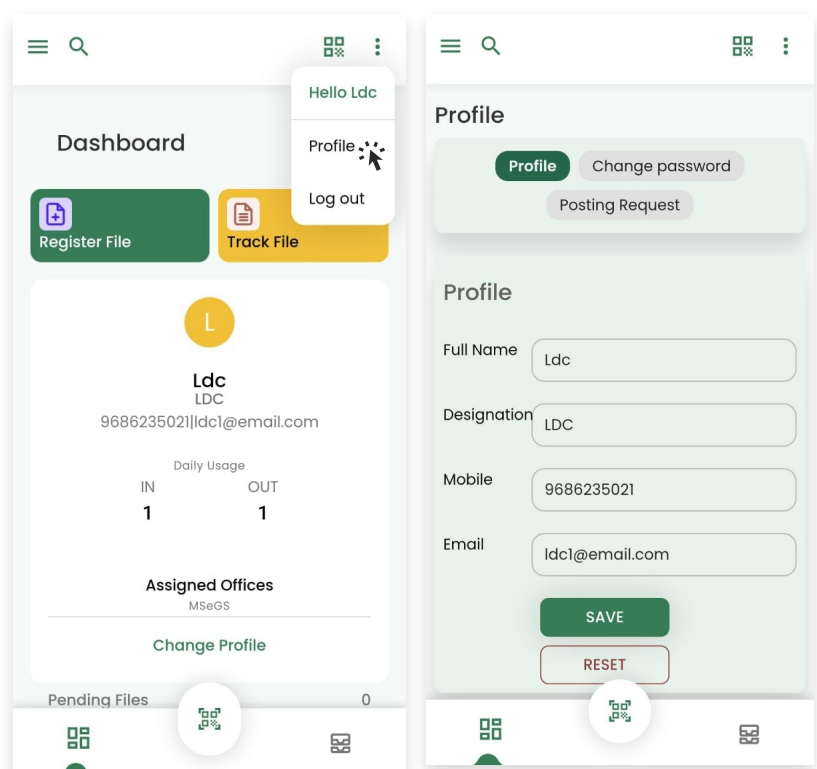 Hello Ldc
Dashboard
Profile
Log out
Register File
Track File
L
Ldc
LDC
9686235021|ldc1@email.com
Daily Usage
IN OUT
1 1
Assigned Offices
MSeGS
Change Profile
Pending Files 0
Profile
Profile Change password
Posting Request
Profile
Full Name Ldc
Designation LDC
Mobile 9686235021
Email ldc1@email.com
SAVE
RESET